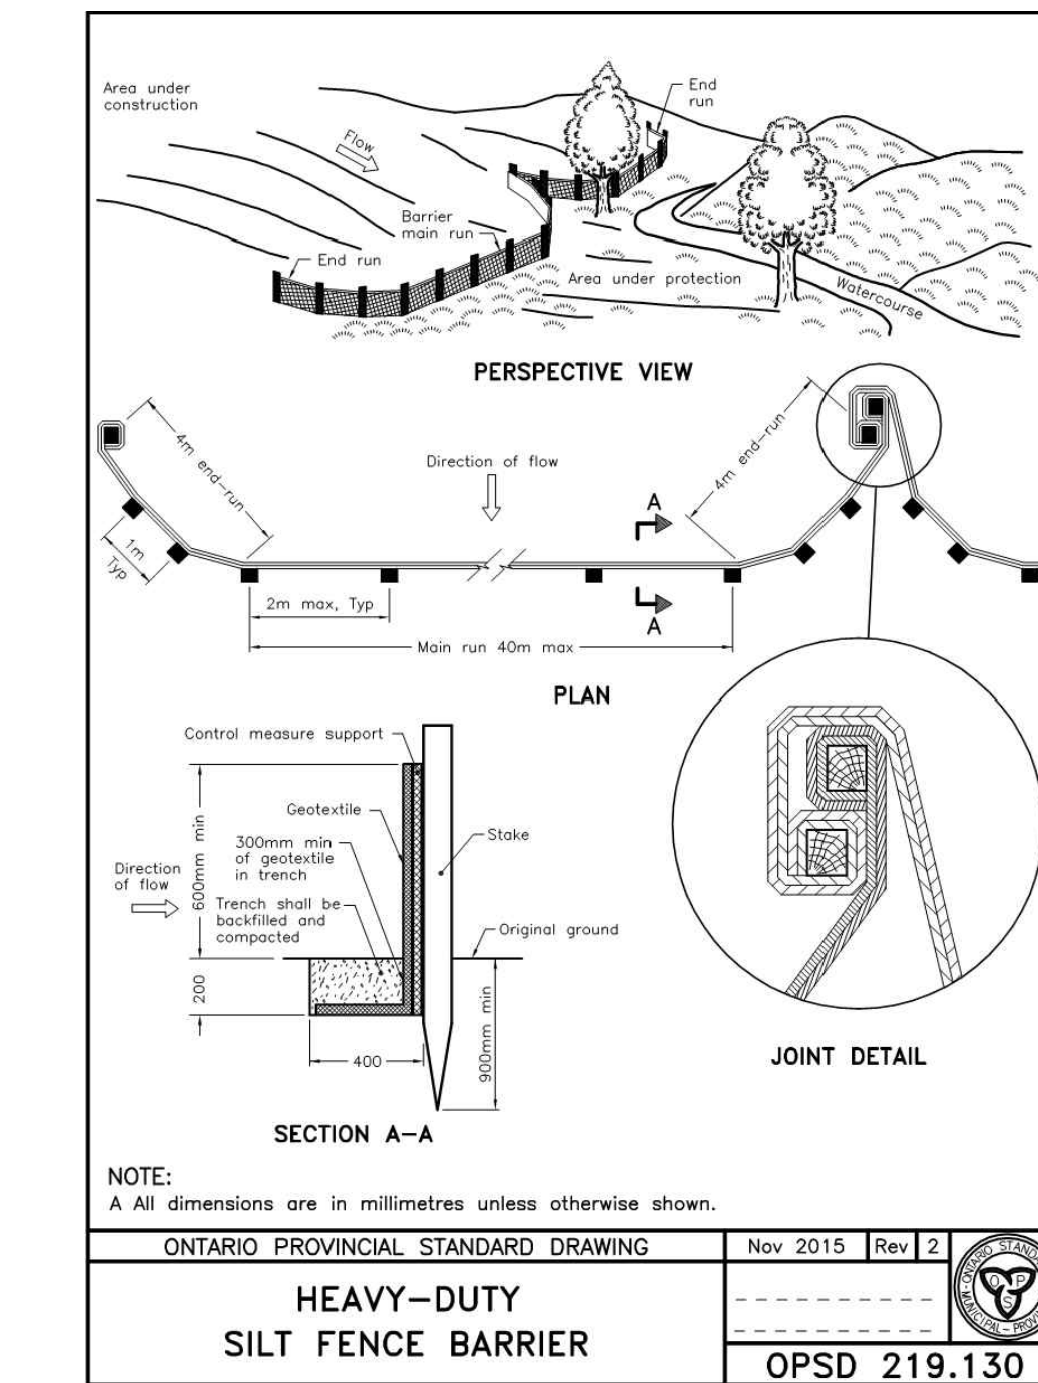 Area under
construction
Flow
End
run
Barrier
main run
End run
Area under protection
Watercourse
PERSPECTIVE VIEW
4m end-run
Direction of flow
4m end-run
A
1m
Typ
2m max, Typ
A
Main run 40m max
PLAN
Control measure support
Geotextile
600mm min
300mm min
of geotextile
in trench
Stake
Direction
of flow
Trench shall be
backfilled and
compacted
Original ground
200
900mm min
400
JOINT DETAIL
SECTION A-A
NOTE:
A All dimensions are in millimetres unless otherwise shown.
ONTARIO PROVINCIAL STANDARD DRAWING
Nov 2015 Rev 2
HEAVY-DUTY
SILT FENCE BARRIER
ONTARIO
MUNICIPAL
OPS
OPSD 219.130